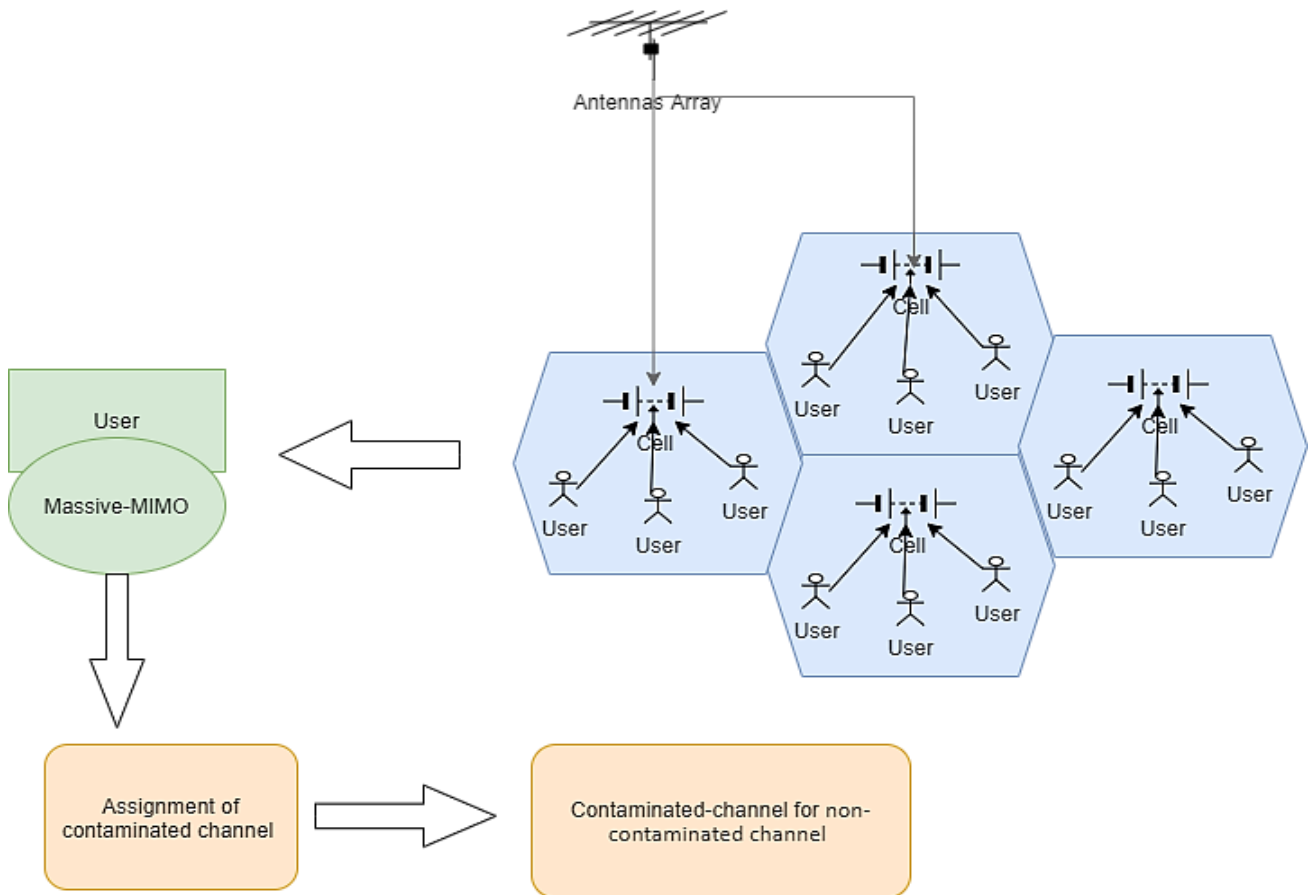 Antennas Array
Cell
User
User
User
Cell
User
User
User
Cell
User
User
User
Cell
User
User
User
User
Massive-MIMO
Assignment of
contaminated channel
Contaminated-channel for non-
contaminated channel